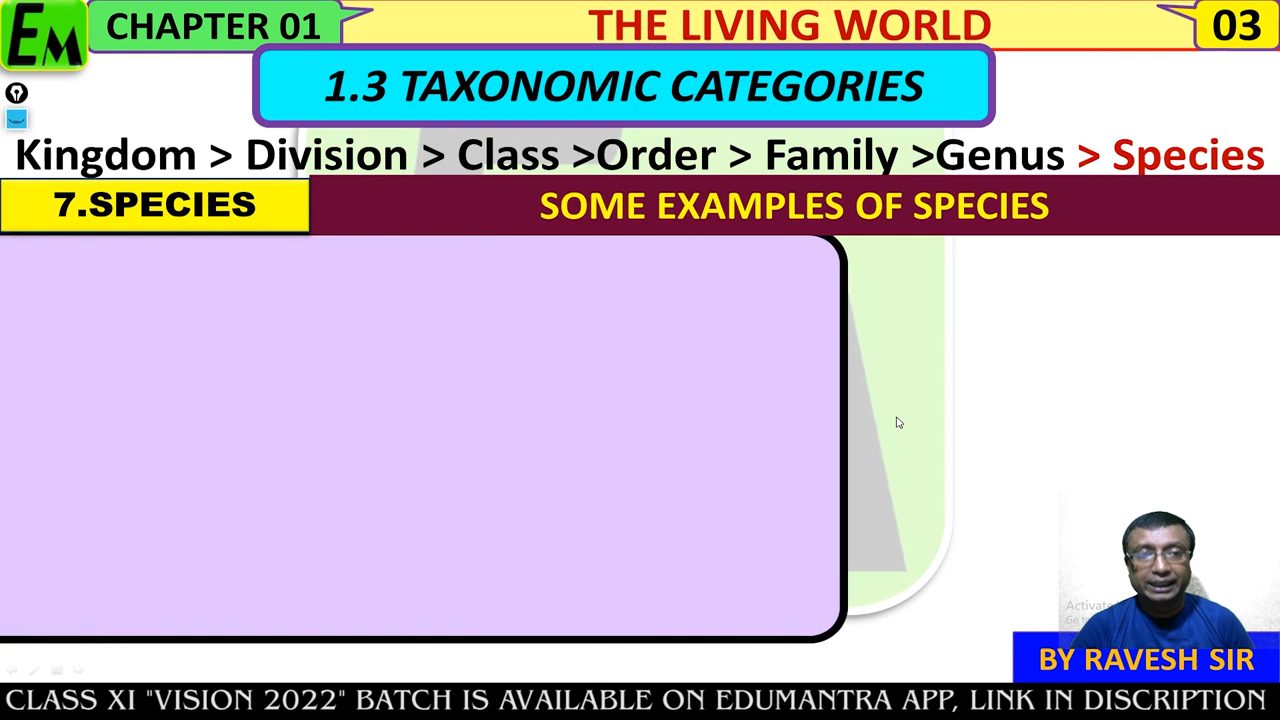 Em
CHAPTER 01
THE LIVING WORLD
03
1.3 TAXONOMIC CATEGORIES
Kingdom > Division > Class >Order > Family >Genus > Species
7.SPECIES
SOME EXAMPLES OF SPECIES
Activate
BY RAVESH SIR
CLASS XI "VISION 2022" BATCH IS AVAILABLE ON EDUMANTRA APP, LINK IN DISCRIPTION